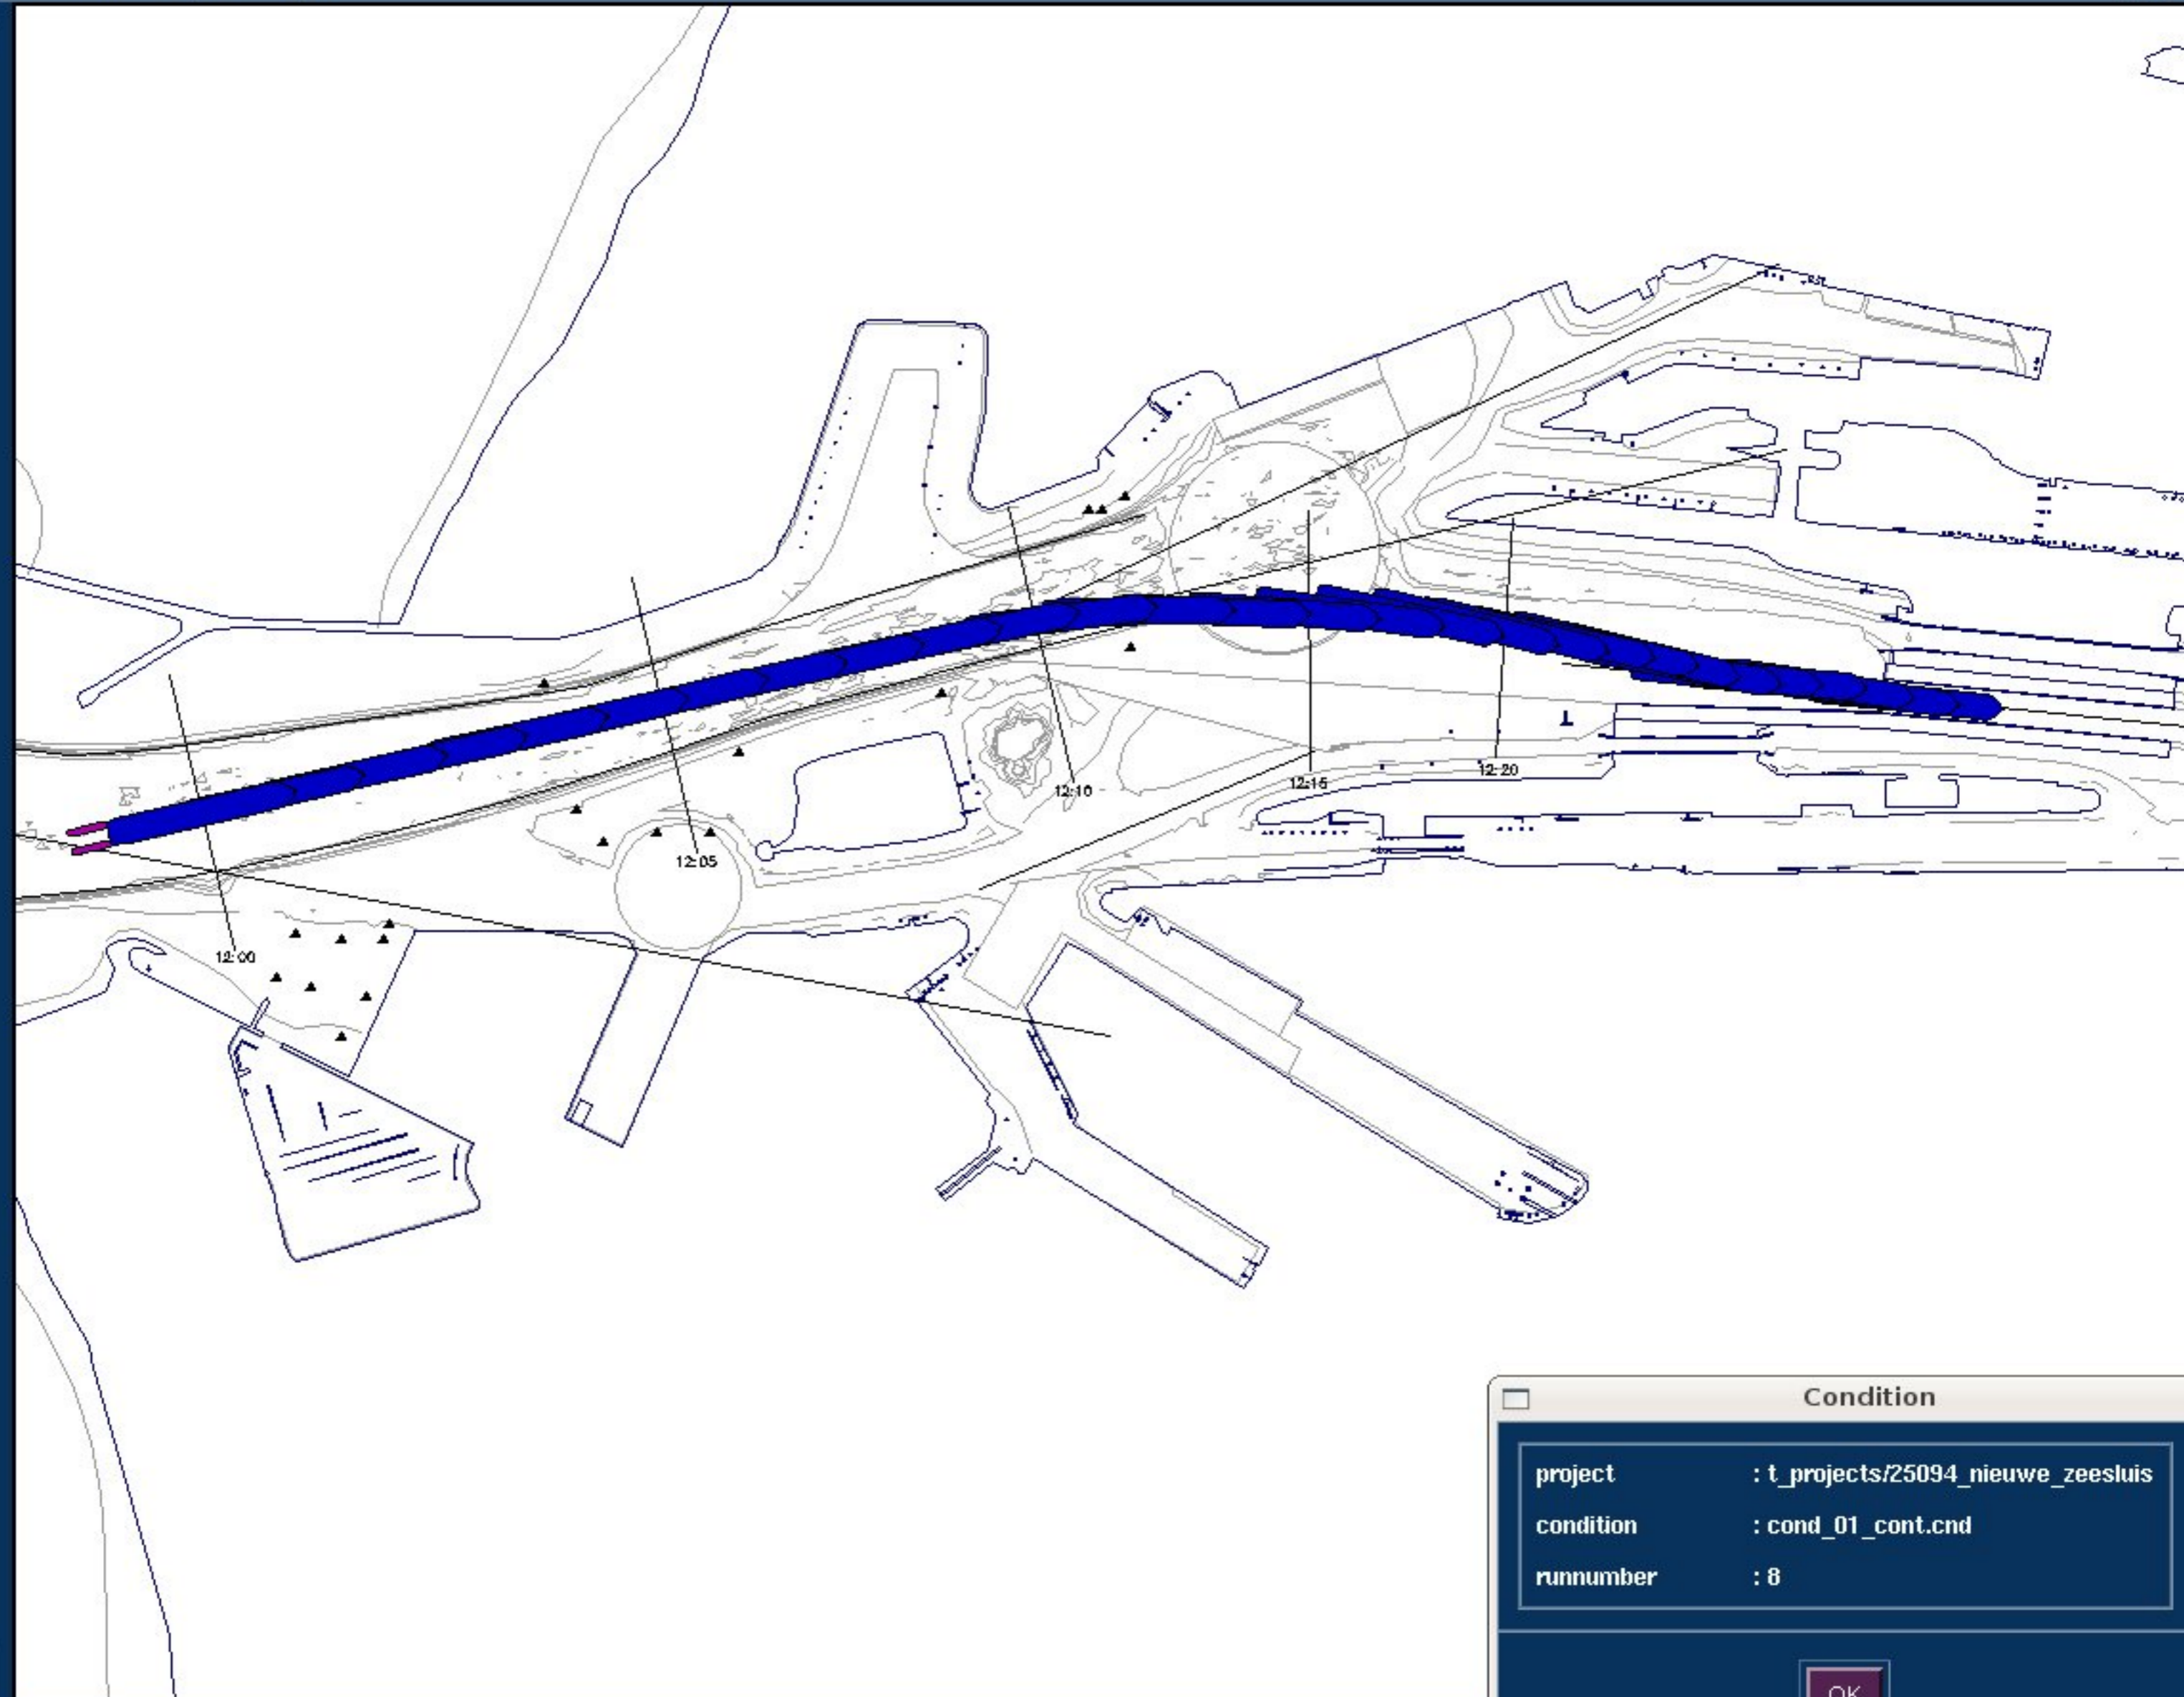 12:10
12:15
12:20
12:05
12:00
Condition
project : t_projects/25094_nieuwe_zeesluis
condition : cond_01_cont.cnd
runnumber : 8
OK